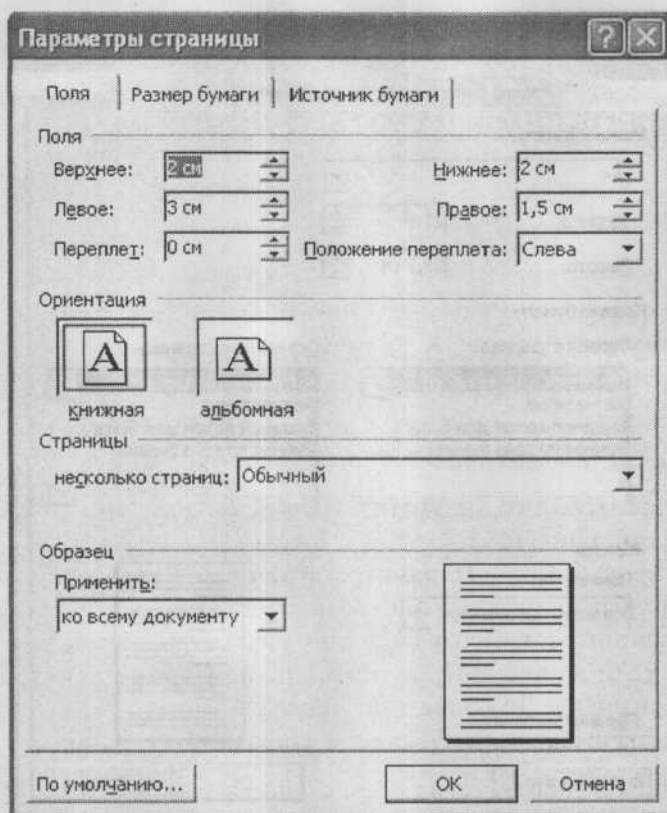 Параметры страницы
Поля Размер бумаги Источник бумаги
Поля
Верхнее: 2 см Нижнее: 2 см
Левое: 3 см Правое: 1,5 см
Переплет: 0 см Положение переплета: Слева
Ориентация
A A
книжная альбомная
Страницы
несколько страниц: Обычный
Образец
Применить:
ко всему документу
По умолчанию... ОК Отмена